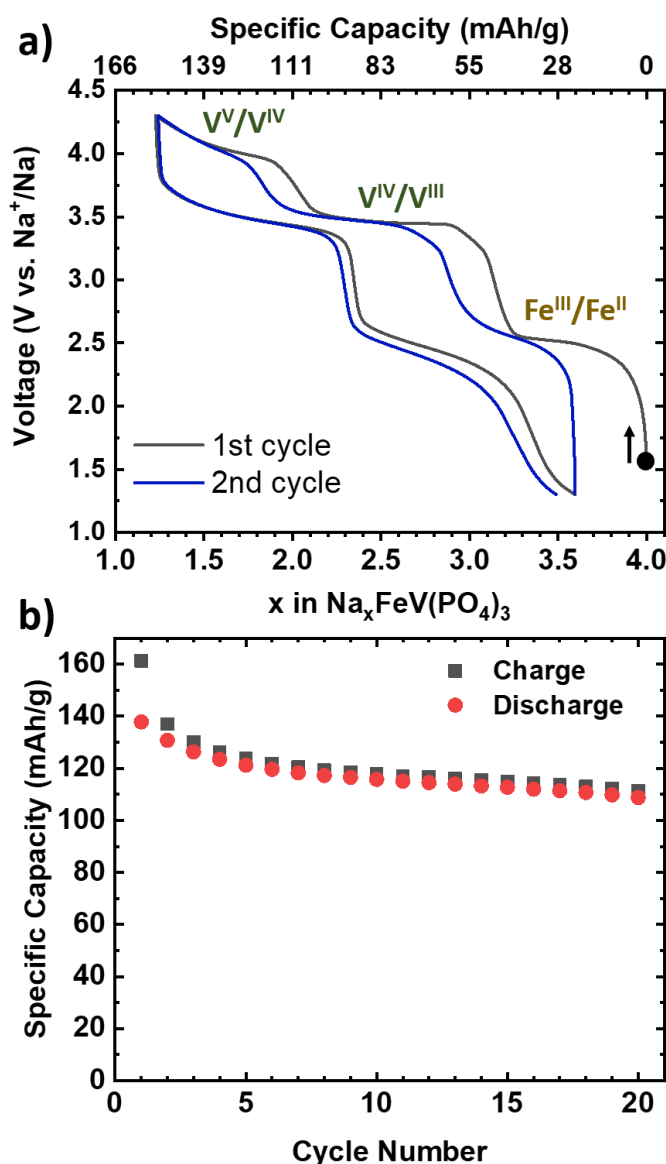 a)
Specific Capacity (mAh/g)
166 139 111 83 55 28 0
4.5
4.0
3.5
3.0
2.5
2.0
1.5
1.0
Voltage (V vs. Na⁺/Na)
Vⱽ/Vᴵⱽ
Vᴵⱽ/Vᴵᴵᴵ
Feᴵᴵᴵ/Feᴵᴵ
1st cycle
2nd cycle
1.0 1.5 2.0 2.5 3.0 3.5 4.0
x in NaₓFeV(PO₄)₃
b)
160
140
120
100
80
60
40
20
0
Specific Capacity (mAh/g)
Charge
Discharge
0 5 10 15 20
Cycle Number